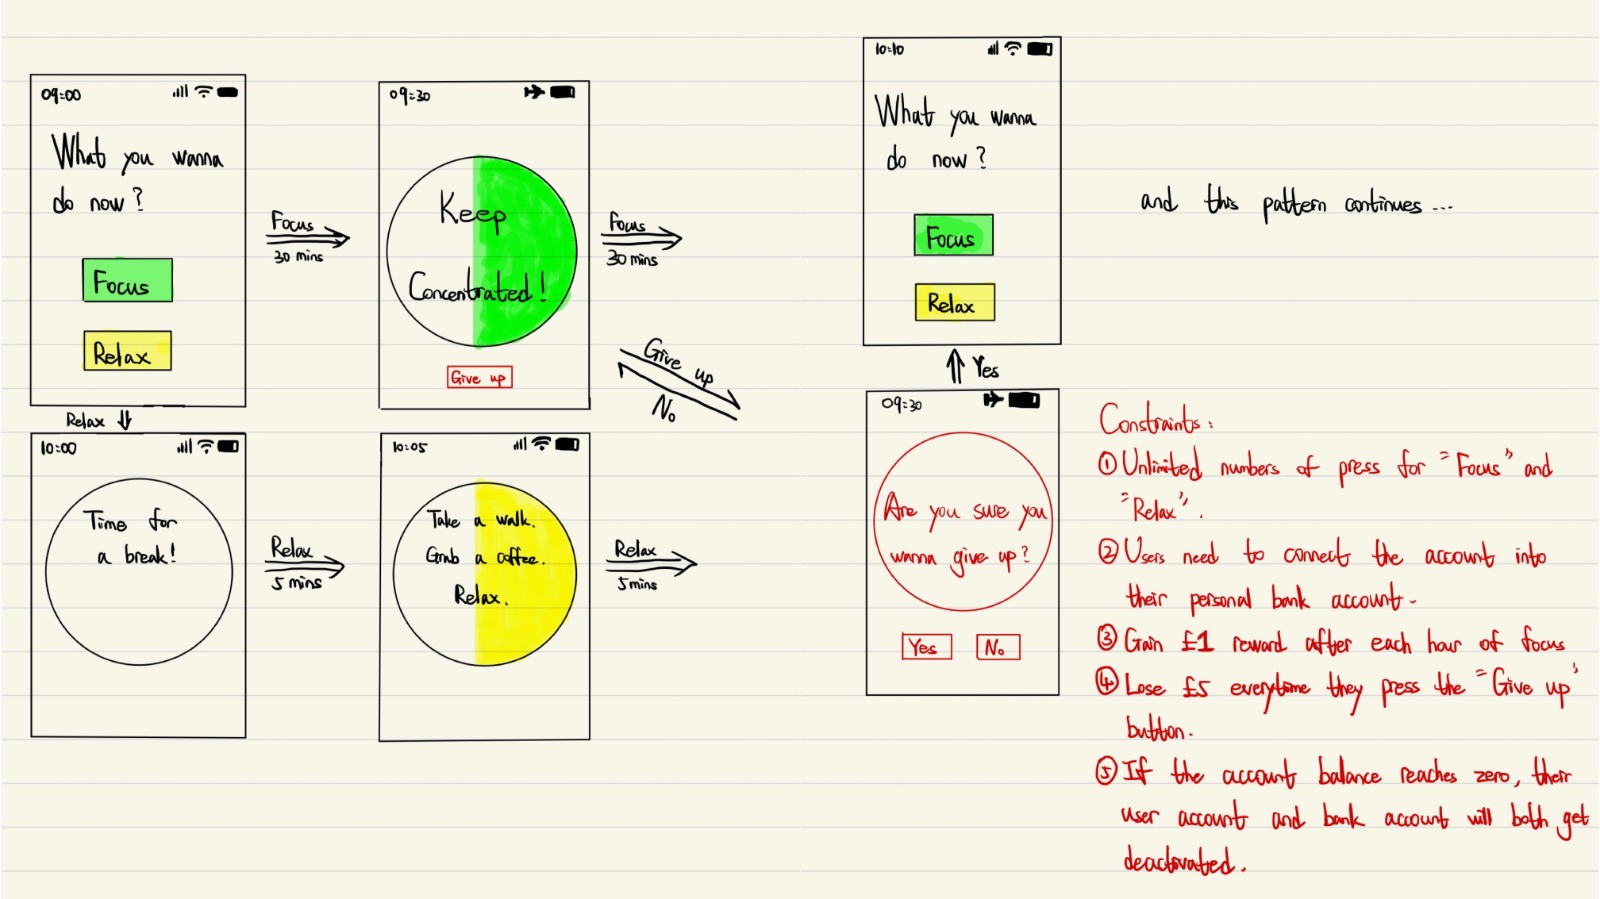 09:00
What you wanna
do now?
Focus
Relax
Focus
30 mins
09:30
Keep
Concentrated!
Give up
Focus
30 mins
Give up
No
10:10
What you wanna
do now?
Focus
Relax
and this pattern continues ...
Relax
10:00
Time for
a break!
Relax
5 mins
10:05
Take a walk.
Grab a coffee.
Relax.
Relax
5 mins
Yes
09:30
Are you sure you
wanna give up?
Yes
No
Constraints:
① Unlimited numbers of press for "Focus" and
"Relax".
② Users need to connect the account into
their personal bank account.
③ Gain £1 reward after each hour of focus
④ Lose £5 everytime they press the "Give up"
button.
⑤ If the account balance reaches zero, their
user account and bank account will both get
deactivated.